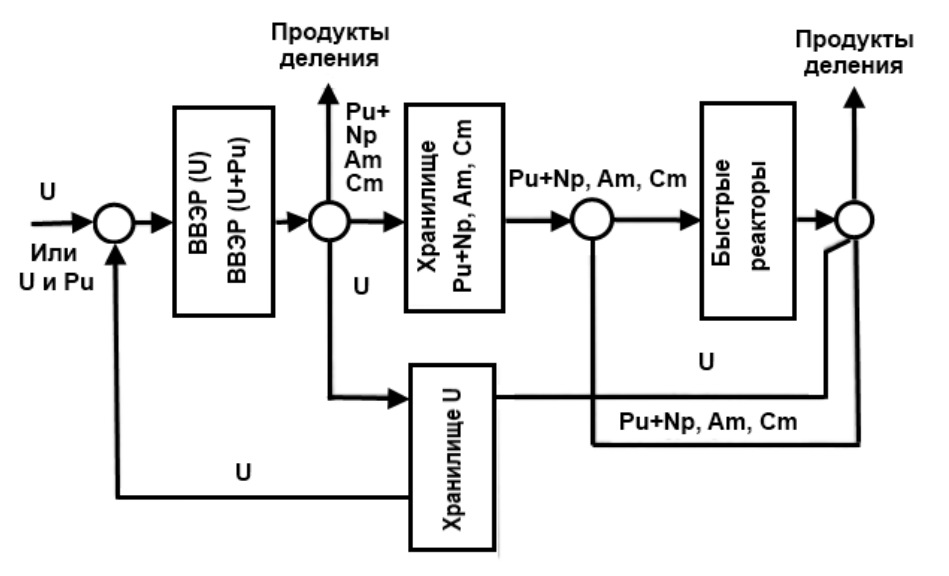 Продукты
деления
Продукты
деления
Pu+
Np
Am
Cm
U
Или
U и Pu
ВВЭР (U)
ВВЭР (U+Pu)
Хранилище
Pu+Np, Am, Cm
Pu+Np, Am, Cm
Быстрые
реакторы
U
U
Pu+Np, Am, Cm
Хранилище U
U